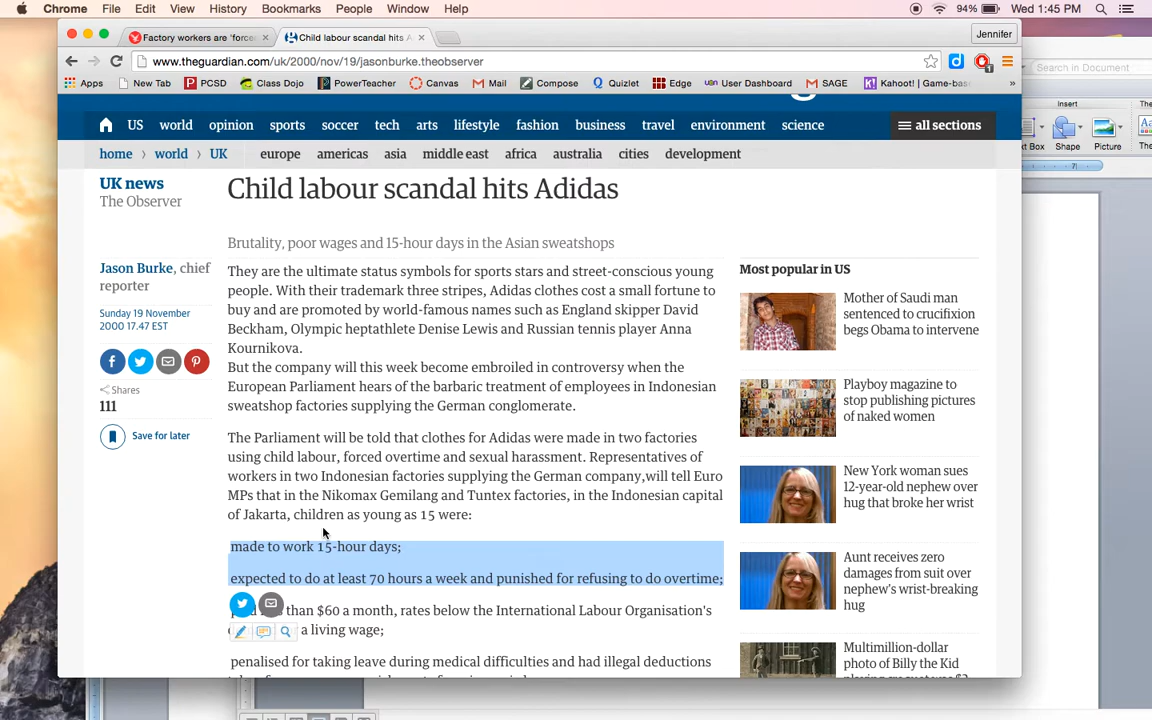 Chrome File Edit View History Bookmarks People Window Help 94% Wed 1:45 PM
Factory workers are 'force
Child labour scandal hits A
Jennifer
www.theguardian.com/uk/2000/nov/19/jasonburke.theobserver
Search in Document
Apps New Tab PCSD Class Dojo PowerTeacher Canvas Mail Compose Quizlet Edge User Dashboard SAGE Kahoot! | Game-bas »
Insert
US world opinion sports soccer tech arts lifestyle fashion business travel environment science all sections
Shape Picture
home › world › UK europe americas asia middle east africa australia cities development
UK news
The Observer
Child labour scandal hits Adidas
Brutality, poor wages and 15-hour days in the Asian sweatshops
Jason Burke, chief
reporter
Sunday 19 November
2000 17.47 EST
Shares
111
Save for later
They are the ultimate status symbols for sports stars and street-conscious young
people. With their trademark three stripes, Adidas clothes cost a small fortune to
buy and are promoted by world-famous names such as England skipper David
Beckham, Olympic heptathlete Denise Lewis and Russian tennis player Anna
Kournikova.
But the company will this week become embroiled in controversy when the
European Parliament hears of the barbaric treatment of employees in Indonesian
sweatshop factories supplying the German conglomerate.
The Parliament will be told that clothes for Adidas were made in two factories
using child labour, forced overtime and sexual harassment. Representatives of
workers in two Indonesian factories supplying the German company,will tell Euro
MPs that in the Nikomax Gemilang and Tuntex factories, in the Indonesian capital
of Jakarta, children as young as 15 were:
made to work 15-hour days;
expected to do at least 70 hours a week and punished for refusing to do overtime;
than $60 a month, rates below the International Labour Organisation's
a living wage;
penalised for taking leave during medical difficulties and had illegal deductions
Most popular in US
Mother of Saudi man
sentenced to crucifixion
begs Obama to intervene
Playboy magazine to
stop publishing pictures
of naked women
New York woman sues
12-year-old nephew over
hug that broke her wrist
Aunt receives zero
damages from suit over
nephew's wrist-breaking
hug
Multimillion-dollar
photo of Billy the Kid